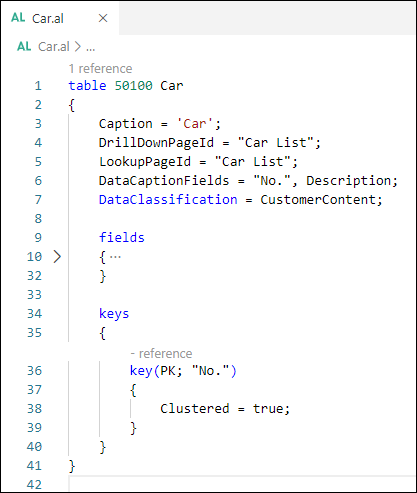 AL Car.al ×
AL Car.al > ...
1 reference
1 table 50100 Car
2 {
3 Caption = 'Car';
4 DrillDownPageId = "Car List";
5 LookupPageId = "Car List";
6 DataCaptionFields = "No.", Description;
7 DataClassification = CustomerContent;
8
9 fields
10 > { ...
32 }
33
34 keys
35 {
- reference
36 key(PK; "No.")
37 {
38 Clustered = true;
39 }
40 }
41 }
42